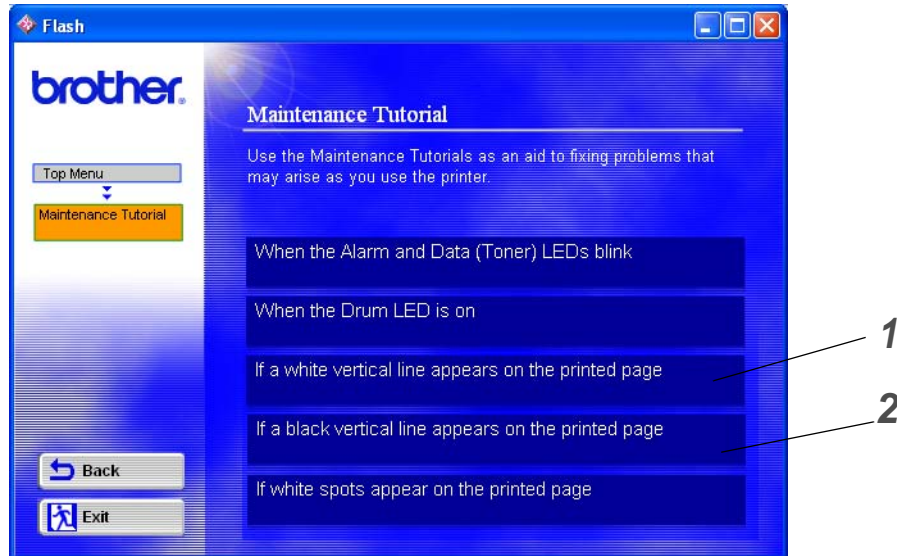 Flash
brother.
Top Menu
Maintenance Tutorial
Back
Exit
Maintenance Tutorial
Use the Maintenance Tutorials as an aid to fixing problems that
may arise as you use the printer.
When the Alarm and Data (Toner) LEDs blink
When the Drum LED is on
If a white vertical line appears on the printed page
If a black vertical line appears on the printed page
If white spots appear on the printed page
1
2